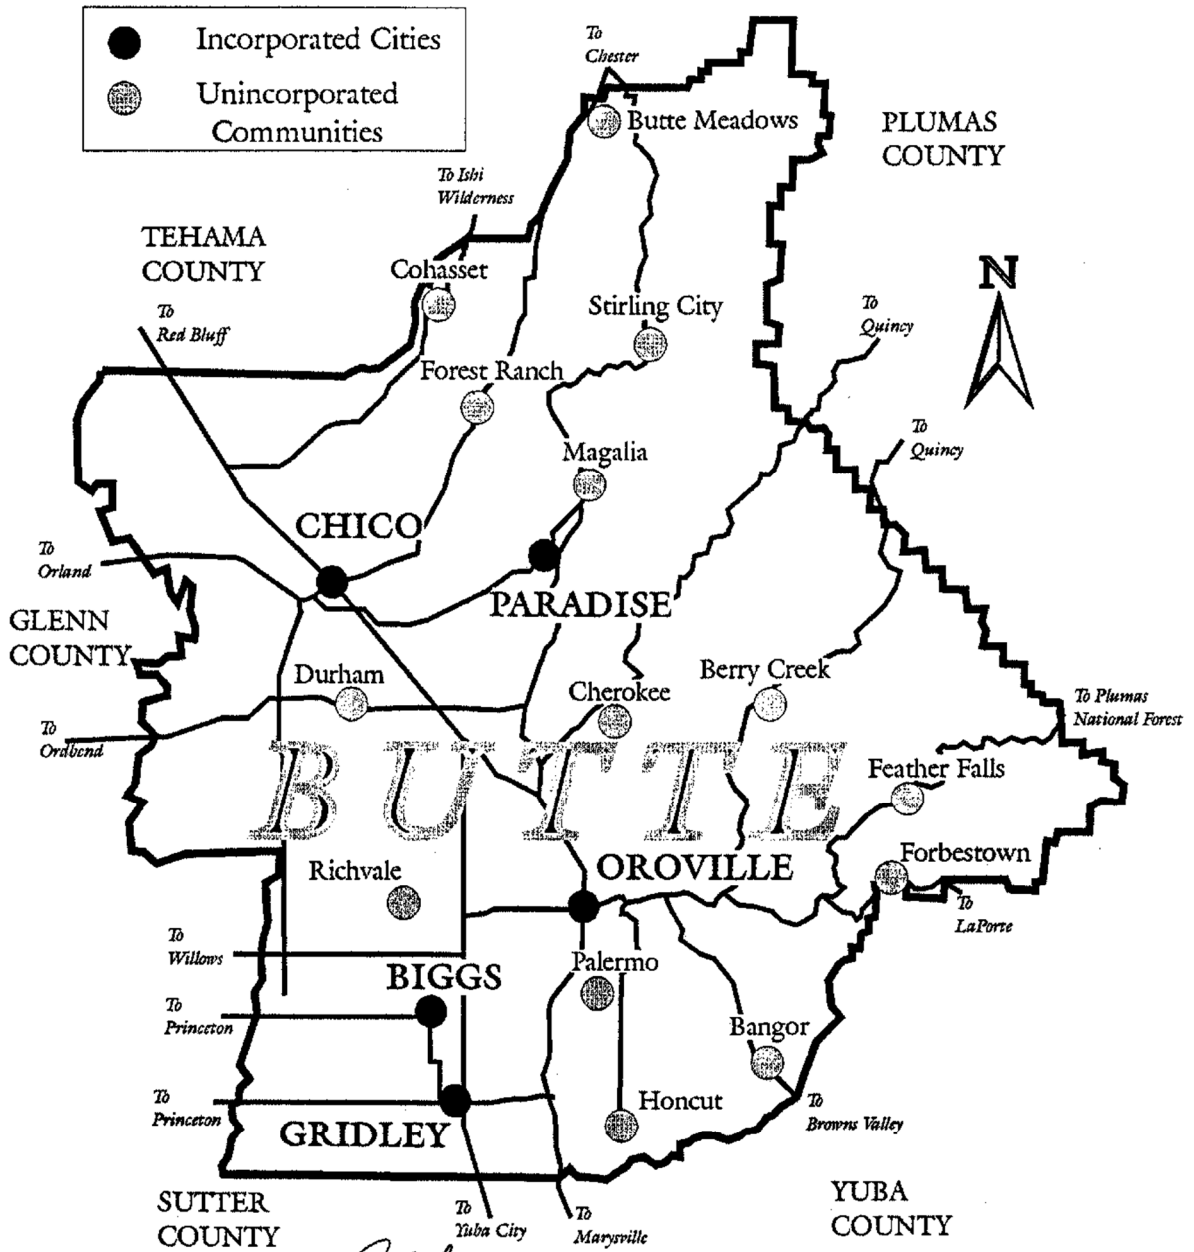 Incorporated Cities
Unincorporated
Communities
To
Chester
Butte Meadows
PLUMAS
COUNTY
To Ishi
Wilderness
TEHAMA
COUNTY
Cohasset
N
To
Red Bluff
Stirling City
To
Quincy
Forest Ranch
To
Quincy
Magalia
CHICO
To
Orland
PARADISE
GLENN
COUNTY
Durham
Berry Creek
Cherokee
To Plumas
National Forest
To
Ordbend
BUTTE
Feather Falls
OROVILLE
Forbestown
Richvale
To
LaPorte
To
Willows
Palermo
BIGGS
To
Princeton
Bangor
To
Princeton
Honcut
To
Browns Valley
GRIDLEY
SUTTER
COUNTY
To
Yuba City
To
Marysville
YUBA
COUNTY